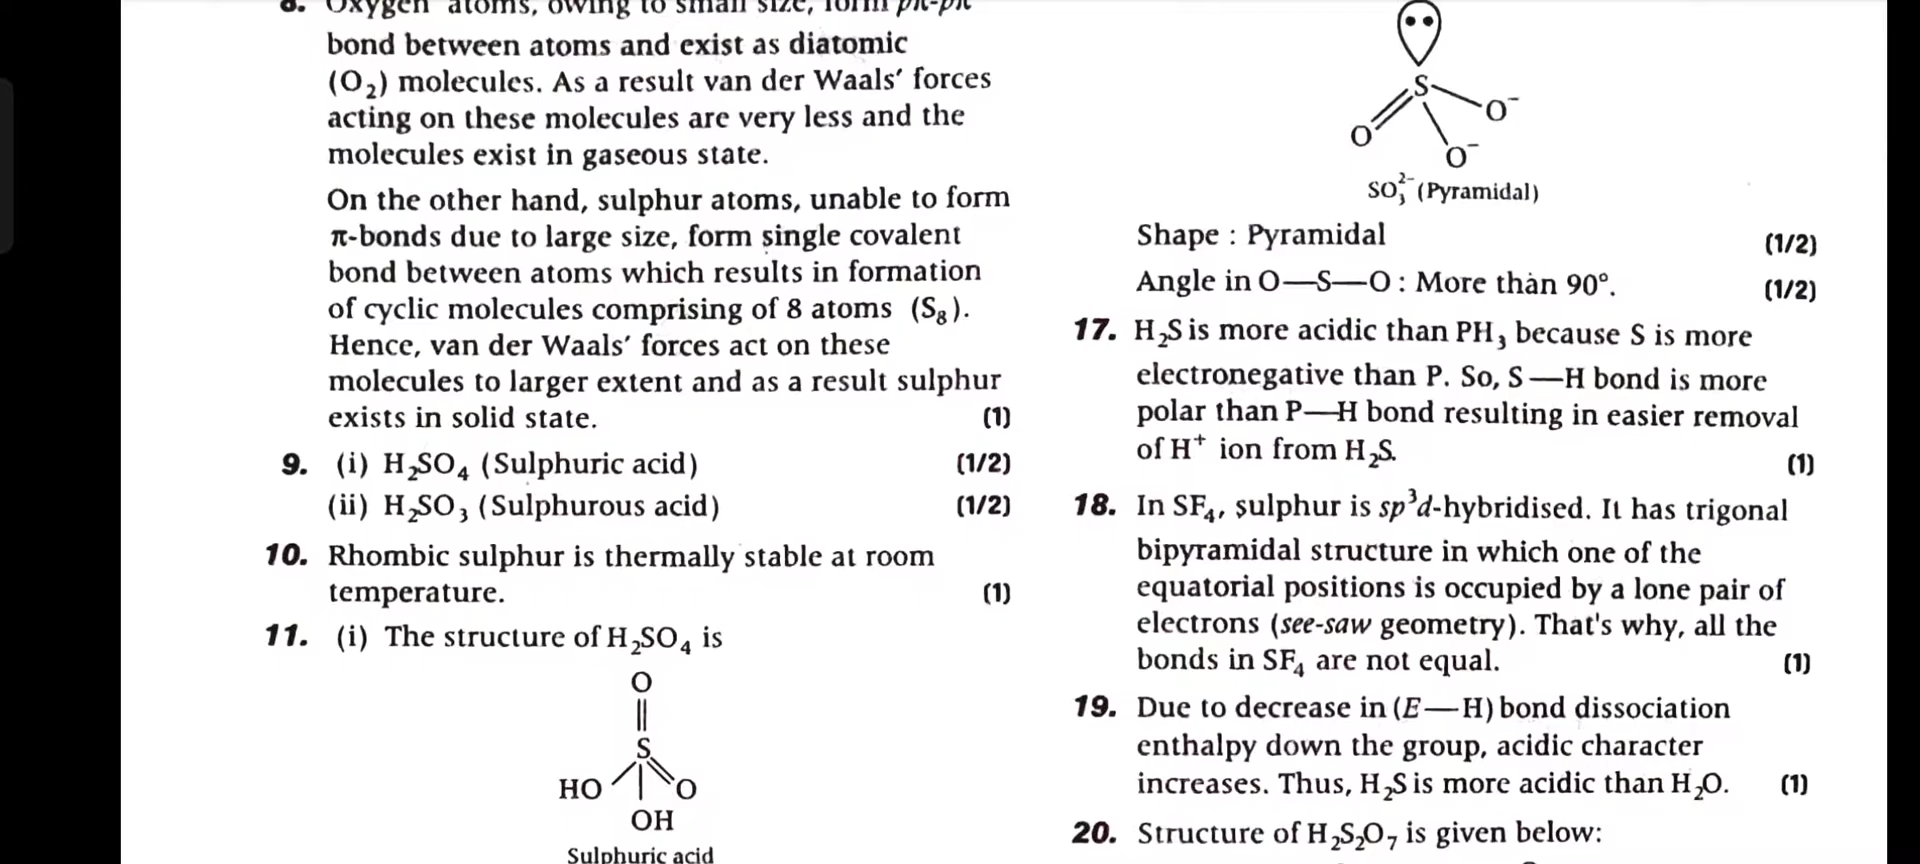 8. Oxygen atoms, owing to small size, form pπ-pπ
bond between atoms and exist as diatomic
(O₂) molecules. As a result van der Waals’ forces
acting on these molecules are very less and the
molecules exist in gaseous state.
On the other hand, sulphur atoms, unable to form
π-bonds due to large size, form single covalent
bond between atoms which results in formation
of cyclic molecules comprising of 8 atoms (S₈).
Hence, van der Waals’ forces act on these
molecules to larger extent and as a result sulphur
exists in solid state. (1)
9. (i) H₂SO₄ (Sulphuric acid) (1/2)
(ii) H₂SO₃ (Sulphurous acid) (1/2)
10. Rhombic sulphur is thermally stable at room
temperature. (1)
11. (i) The structure of H₂SO₄ is
O
S
HO O
OH
Sulphuric acid
S
O⁻
O
O⁻
SO₃²⁻ (Pyramidal)
Shape : Pyramidal (1/2)
Angle in O—S—O : More than 90°. (1/2)
17. H₂S is more acidic than PH₃ because S is more
electronegative than P. So, S—H bond is more
polar than P—H bond resulting in easier removal
of H⁺ ion from H₂S. (1)
18. In SF₄, sulphur is sp³d-hybridised. It has trigonal
bipyramidal structure in which one of the
equatorial positions is occupied by a lone pair of
electrons (see-saw geometry). That's why, all the
bonds in SF₄ are not equal. (1)
19. Due to decrease in (E—H) bond dissociation
enthalpy down the group, acidic character
increases. Thus, H₂S is more acidic than H₂O. (1)
20. Structure of H₂S₂O₇ is given below: